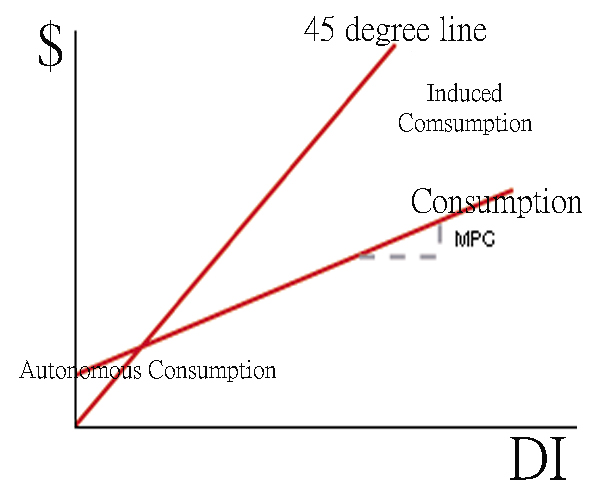 $
45 degree line
Induced
Comsumption
Consumption
MPC
Autonomous Consumption
DI